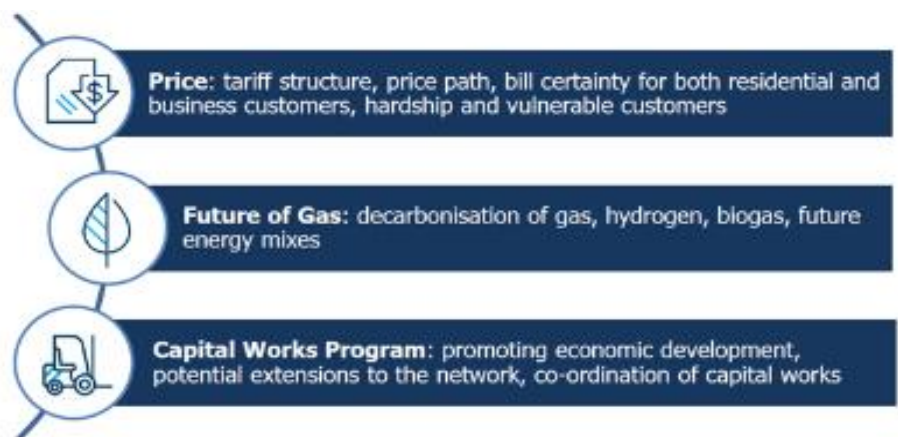 Price: tariff structure, price path, bill certainty for both residential and
business customers, hardship and vulnerable customers
Future of Gas: decarbonisation of gas, hydrogen, biogas, future
energy mixes
Capital Works Program: promoting economic development,
potential extensions to the network, co-ordination of capital works